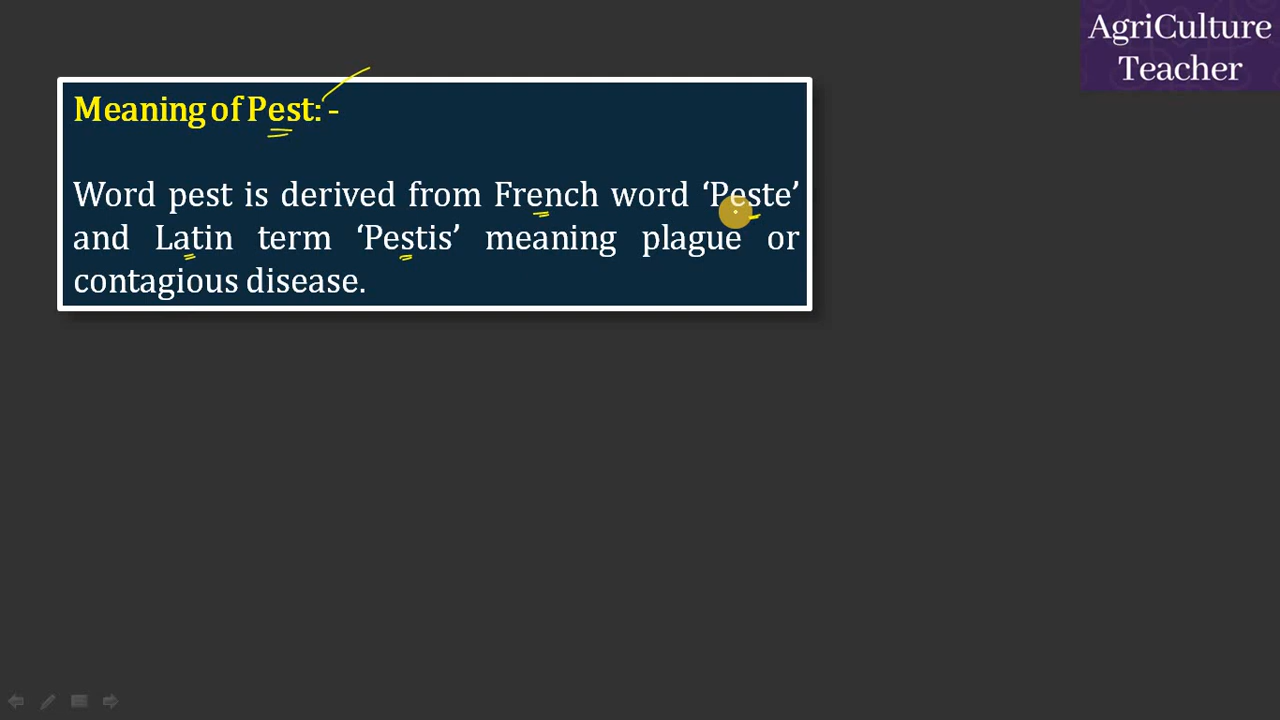 AgriCulture
Teacher
Meaning of Pest: -
Word pest is derived from French word ‘Peste’
and Latin term ‘Pestis’ meaning plague or
contagious disease.